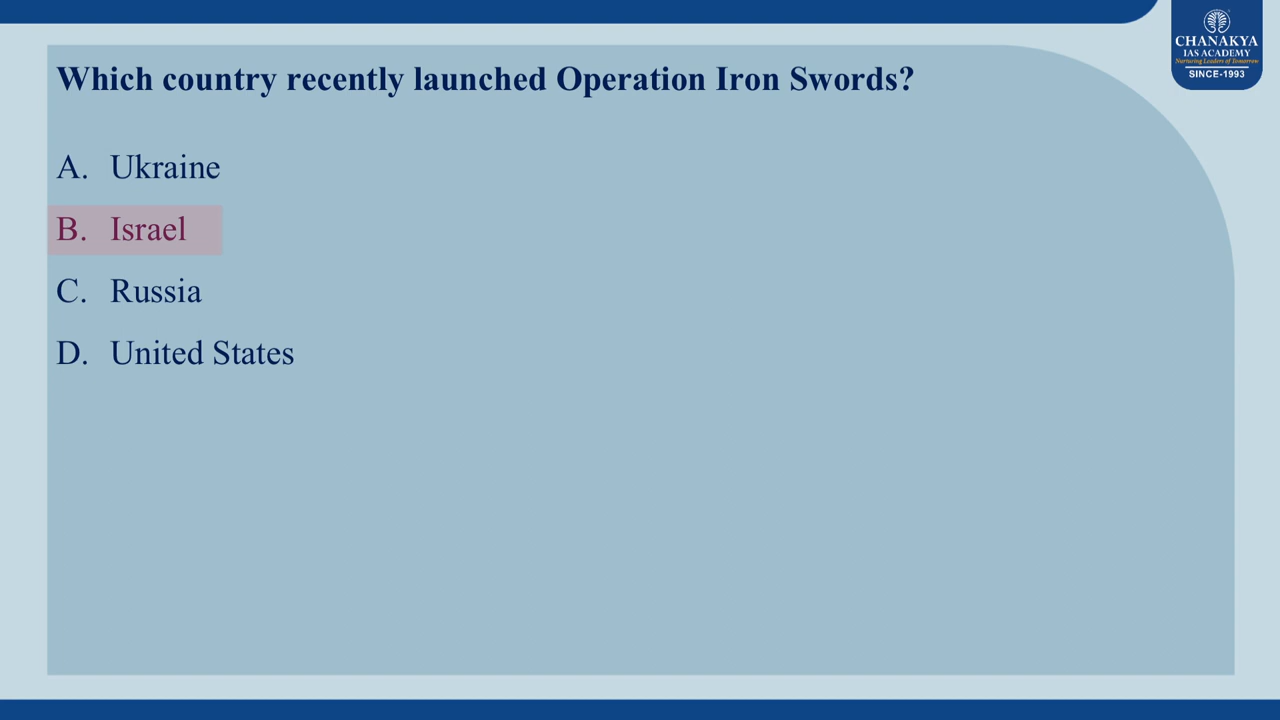 CHANAKYA
IAS ACADEMY
Nurturing Leaders of Tomorrow
SINCE-1993
Which country recently launched Operation Iron Swords?
A. Ukraine
B. Israel
C. Russia
D. United States